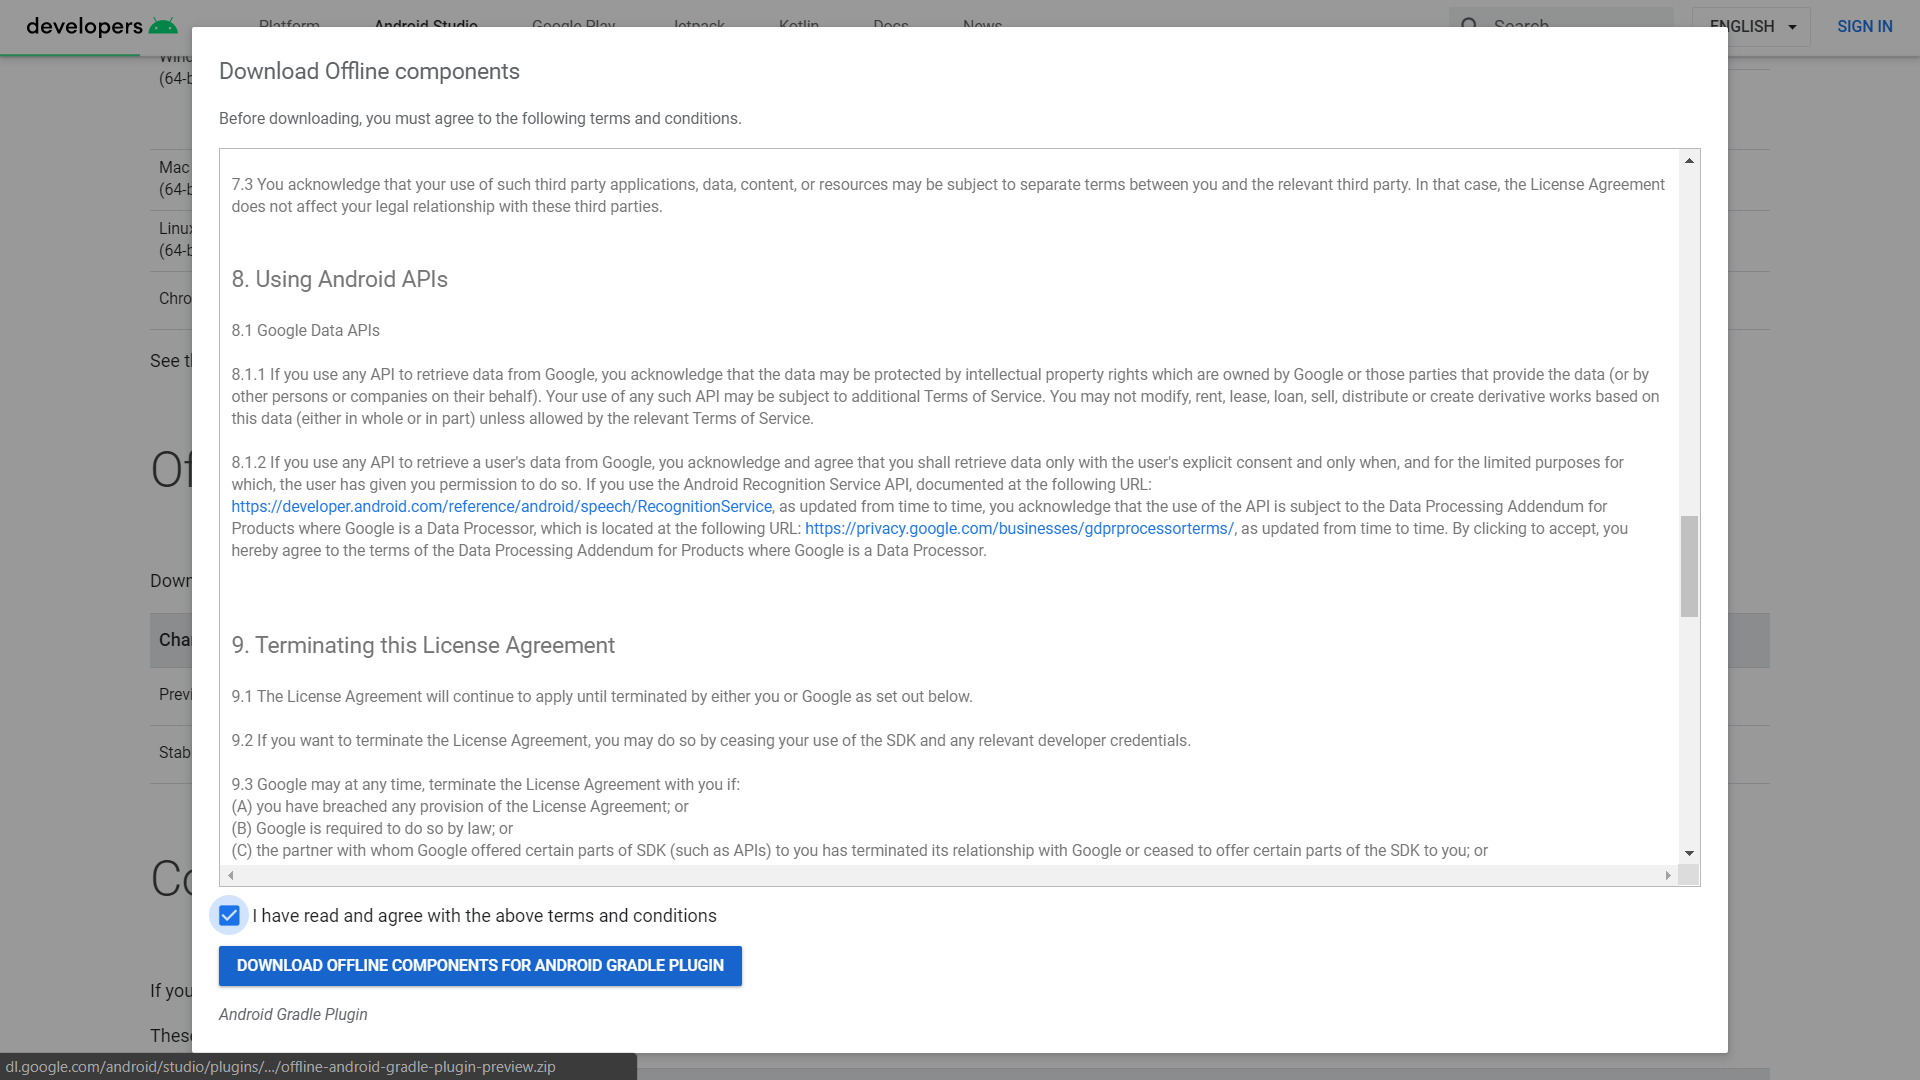 developers
Platform
Android Studio
Google Play
Jetpack
Kotlin
Docs
News
Search
ENGLISH
SIGN IN
(64-b
Mac
(64-b
Linux
(64-b
Chro
See th
Of
Down
Cha
Previ
Stab
Co
If you
These
Download Offline components
Before downloading, you must agree to the following terms and conditions.
7.3 You acknowledge that your use of such third party applications, data, content, or resources may be subject to separate terms between you and the relevant third party. In that case, the License Agreement
does not affect your legal relationship with these third parties.
8. Using Android APIs
8.1 Google Data APIs
8.1.1 If you use any API to retrieve data from Google, you acknowledge that the data may be protected by intellectual property rights which are owned by Google or those parties that provide the data (or by
other persons or companies on their behalf). Your use of any such API may be subject to additional Terms of Service. You may not modify, rent, lease, loan, sell, distribute or create derivative works based on
this data (either in whole or in part) unless allowed by the relevant Terms of Service.
8.1.2 If you use any API to retrieve a user's data from Google, you acknowledge and agree that you shall retrieve data only with the user's explicit consent and only when, and for the limited purposes for
which, the user has given you permission to do so. If you use the Android Recognition Service API, documented at the following URL:
https://developer.android.com/reference/android/speech/RecognitionService, as updated from time to time, you acknowledge that the use of the API is subject to the Data Processing Addendum for
Products where Google is a Data Processor, which is located at the following URL: https://privacy.google.com/businesses/gdprprocessorterms/, as updated from time to time. By clicking to accept, you
hereby agree to the terms of the Data Processing Addendum for Products where Google is a Data Processor.
9. Terminating this License Agreement
9.1 The License Agreement will continue to apply until terminated by either you or Google as set out below.
9.2 If you want to terminate the License Agreement, you may do so by ceasing your use of the SDK and any relevant developer credentials.
9.3 Google may at any time, terminate the License Agreement with you if:
(A) you have breached any provision of the License Agreement; or
(B) Google is required to do so by law; or
(C) the partner with whom Google offered certain parts of SDK (such as APIs) to you has terminated its relationship with Google or ceased to offer certain parts of the SDK to you; or
I have read and agree with the above terms and conditions
DOWNLOAD OFFLINE COMPONENTS FOR ANDROID GRADLE PLUGIN
Android Gradle Plugin
dl.google.com/android/studio/plugins/.../offline-android-gradle-plugin-preview.zip